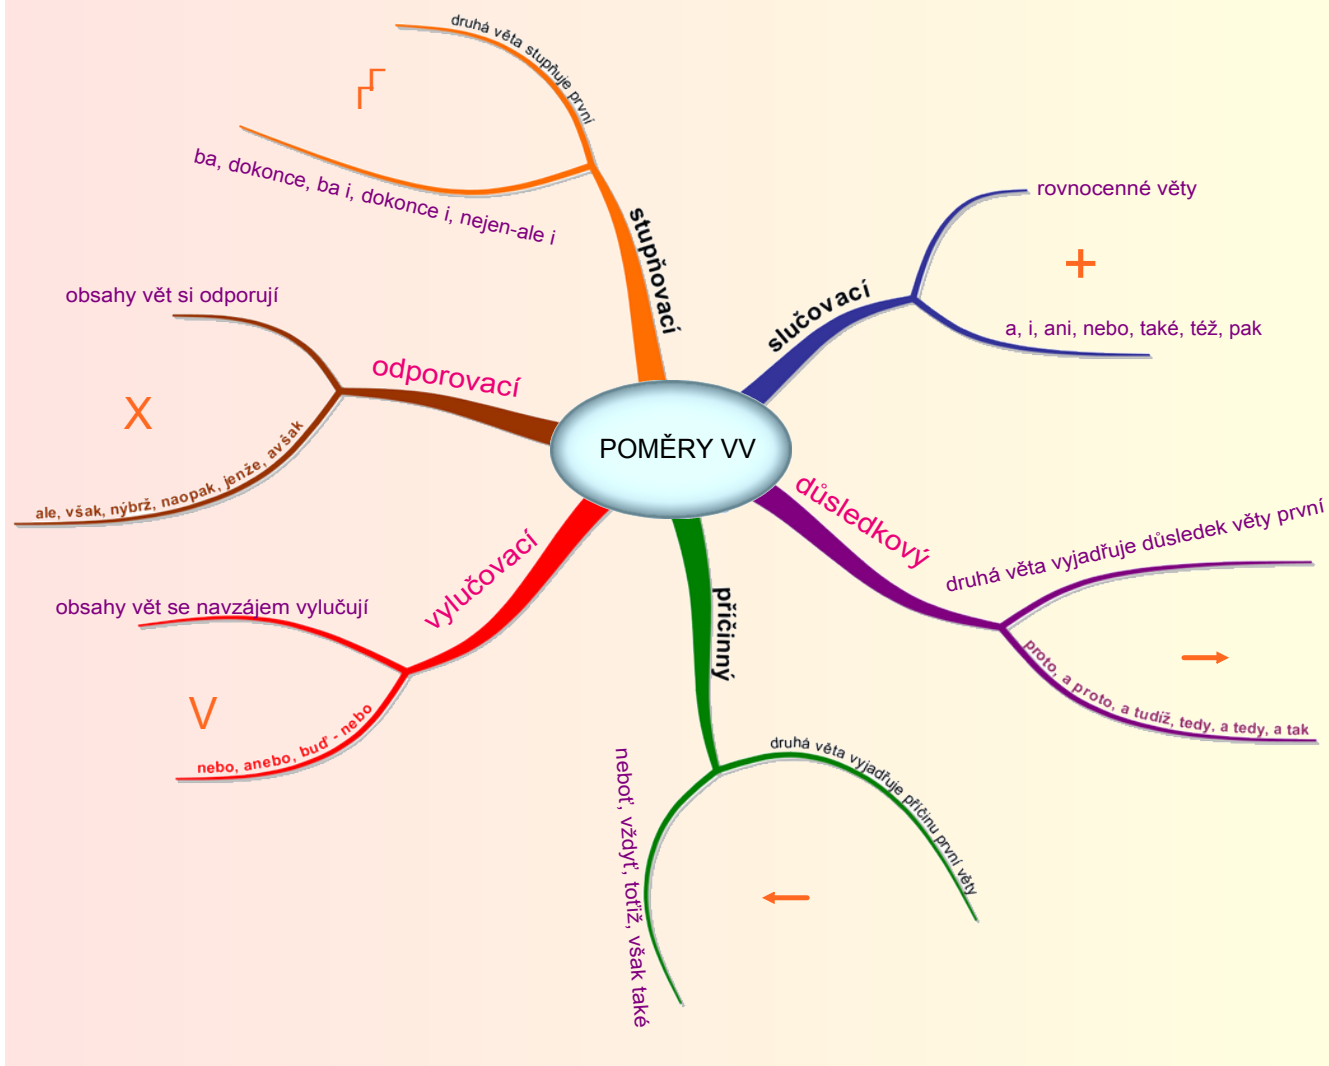 POMĚRY VV
stupňovací
druhá věta stupňuje první
ba, dokonce, ba i, dokonce i, nejen-ale i
slučovací
rovnocenné věty
+
a, i, ani, nebo, také, též, pak
odporovací
obsahy vět si odporují
X
ale, však, nýbrž, naopak, jenže, avšak
důsledkový
druhá věta vyjadřuje důsledek věty první
proto, a proto, a tudíž, tedy, a tedy, a tak
vylučovací
obsahy vět se navzájem vylučují
V
nebo, anebo, buď - nebo
příčinný
druhá věta vyjadřuje příčinu první věty
neboť, vždyť, toťiž, však také